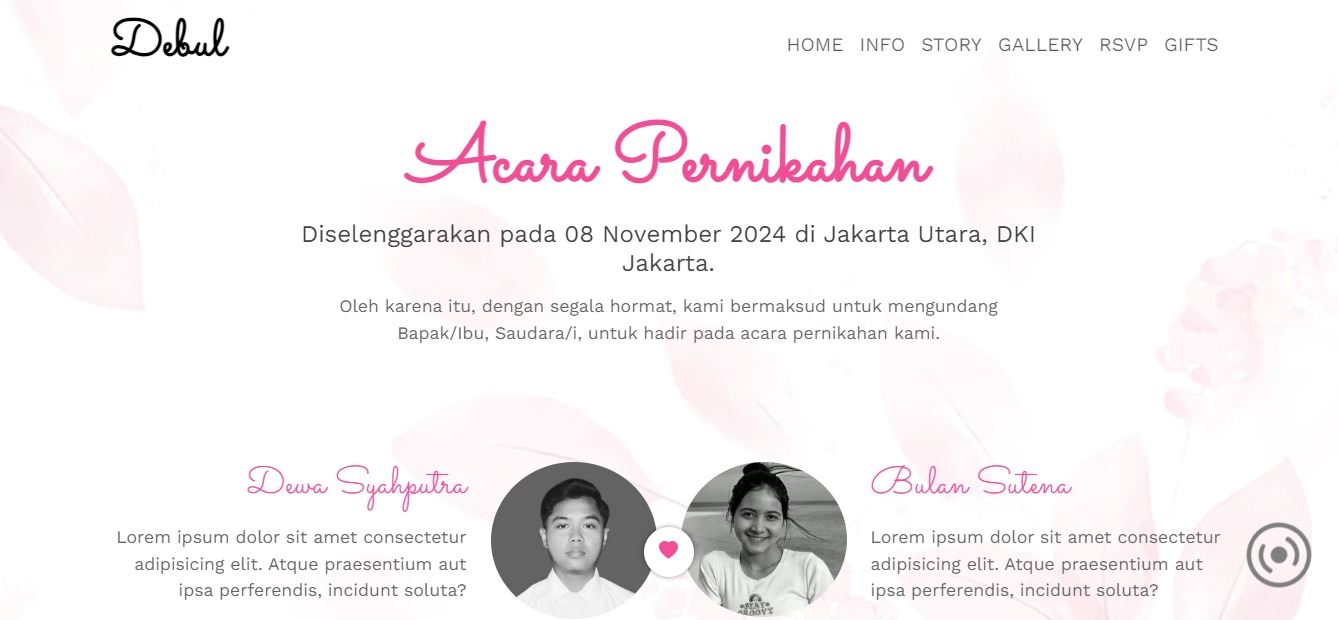 Debul
HOME INFO STORY GALLERY RSVP GIFTS
Acara Pernikahan
Diselenggarakan pada 08 November 2024 di Jakarta Utara, DKI
Jakarta.
Oleh karena itu, dengan segala hormat, kami bermaksud untuk mengundang
Bapak/Ibu, Saudara/i, untuk hadir pada acara pernikahan kami.
Dewa Syahputra
Lorem ipsum dolor sit amet consectetur
adipisicing elit. Atque praesentium aut
ipsa perferendis, incidunt soluta?
STAY
GROOVY
Bulan Sutena
Lorem ipsum dolor sit amet consectetur
adipisicing elit. Atque praesentium aut
ipsa perferendis, incidunt soluta?